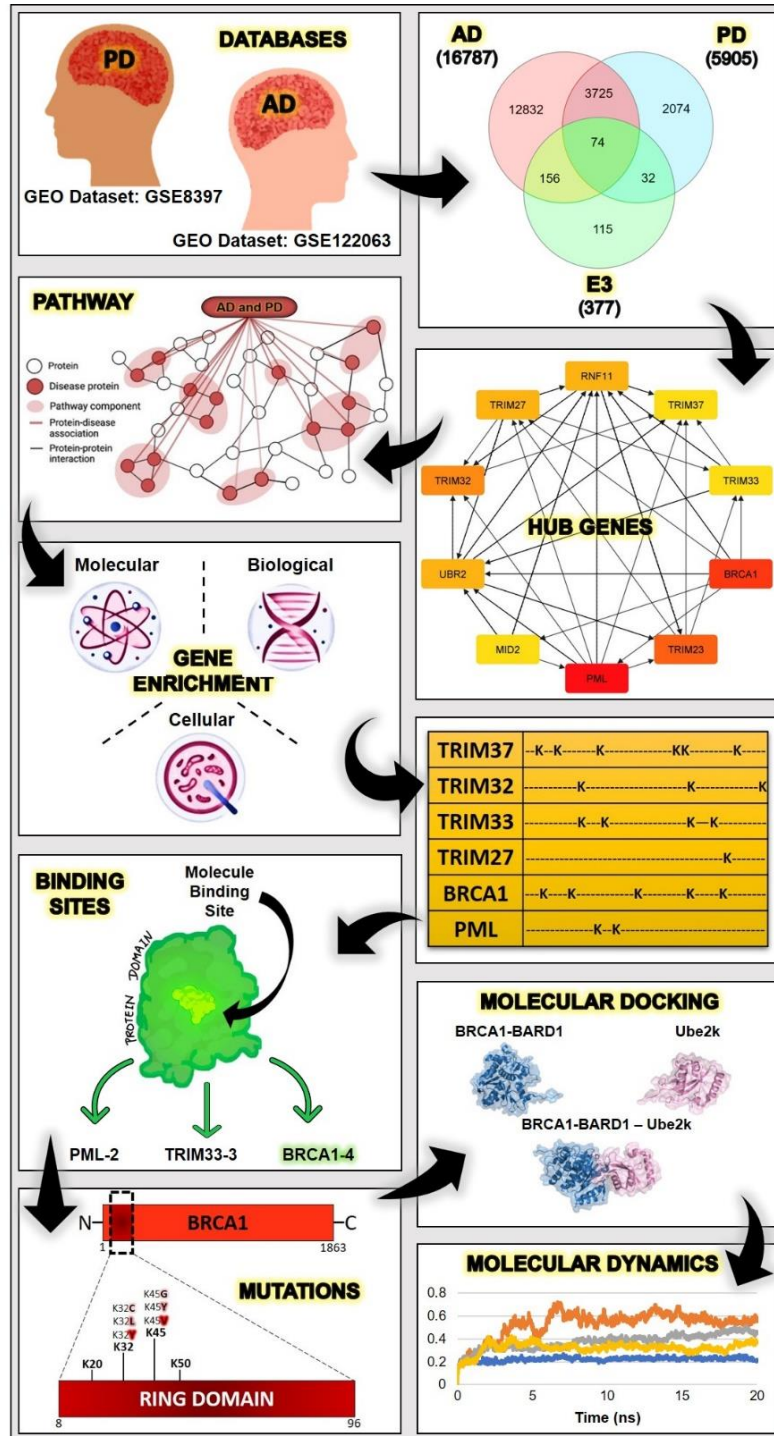 DATABASES
PD
AD
GEO Dataset: GSE8397
GEO Dataset: GSE122063
AD
(16787)
PD
(5905)
12832
3725
2074
74
156
32
115
E3
(377)
PATHWAY
AD and PD
Protein
Disease protein
Pathway component
Protein-disease
association
Protein-protein
interaction
RNF11
TRIM27
TRIM37
TRIM32
TRIM33
HUB GENES
UBR2
BRCA1
MID2
TRIM23
PML
Molecular
Biological
GENE
ENRICHMENT
Cellular
TRIM37 --K--K-------K--------------KK---------K------
TRIM32 -----------K---------------------K-------------K
TRIM33 -----------K---K----------------K—K---------
TRIM27 ---------------------------------------K-------
BRCA1 ---K----K-------------K----------K------K-------
PML --------------K--K-----------------------------
BINDING
SITES
Molecule
Binding
Site
PROTEIN DOMAIN
PML-2
TRIM33-3
BRCA1-4
MOLECULAR DOCKING
BRCA1-BARD1
Ube2k
BRCA1-BARD1 – Ube2k
N
BRCA1
C
1
1863
MUTATIONS
K32C
K32L
K32V
K32
K45G
K45Y
K45V
K45
K20
K50
RING DOMAIN
8
96
MOLECULAR DYNAMICS
0.8
0.6
0.4
0.2
0
0
5
10
15
20
Time (ns)